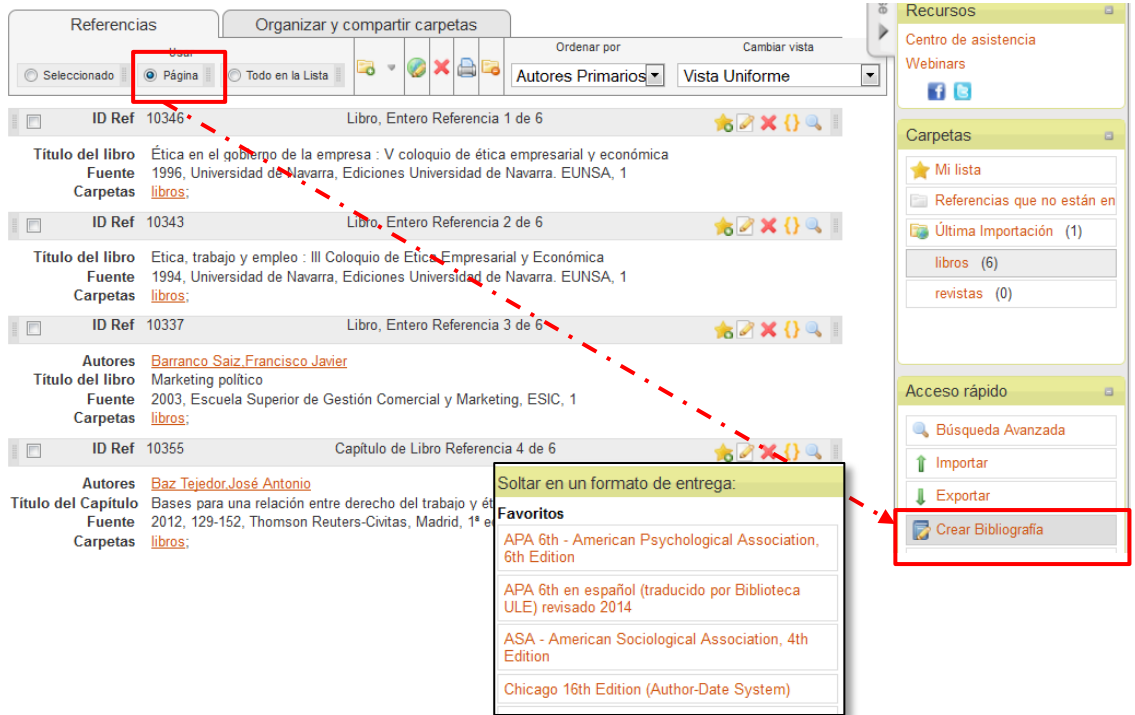 Referencias
Organizar y compartir carpetas
Usar
Seleccionado
Página
Todo en la Lista
Ordenar por
Autores Primarios
Cambiar vista
Vista Uniforme
ID Ref 10346 Libro, Entero Referencia 1 de 6
Título del libro Ética en el gobierno de la empresa : V coloquio de ética empresarial y económica
Fuente 1996, Universidad de Navarra, Ediciones Universidad de Navarra. EUNSA, 1
Carpetas libros;
ID Ref 10343 Libro, Entero Referencia 2 de 6
Título del libro Etica, trabajo y empleo : III Coloquio de Etica Empresarial y Económica
Fuente 1994, Universidad de Navarra, Ediciones Universidad de Navarra. EUNSA, 1
Carpetas libros;
ID Ref 10337 Libro, Entero Referencia 3 de 6
Autores Barranco Saiz,Francisco Javier
Título del libro Marketing político
Fuente 2003, Escuela Superior de Gestión Comercial y Marketing, ESIC, 1
Carpetas libros;
ID Ref 10355 Capítulo de Libro Referencia 4 de 6
Autores Baz Tejedor,José Antonio
Título del Capítulo Bases para una relación entre derecho del trabajo y ét
Fuente 2012, 129-152, Thomson Reuters-Civitas, Madrid, 1ª e
Carpetas libros;
Soltar en un formato de entrega:
Favoritos
APA 6th - American Psychological Association,
6th Edition
APA 6th en español (traducido por Biblioteca
ULE) revisado 2014
ASA - American Sociological Association, 4th
Edition
Chicago 16th Edition (Author-Date System)
Recursos
Centro de asistencia
Webinars
Carpetas
Mi lista
Referencias que no están en
Última Importación (1)
libros (6)
revistas (0)
Acceso rápido
Búsqueda Avanzada
Importar
Exportar
Crear Bibliografía